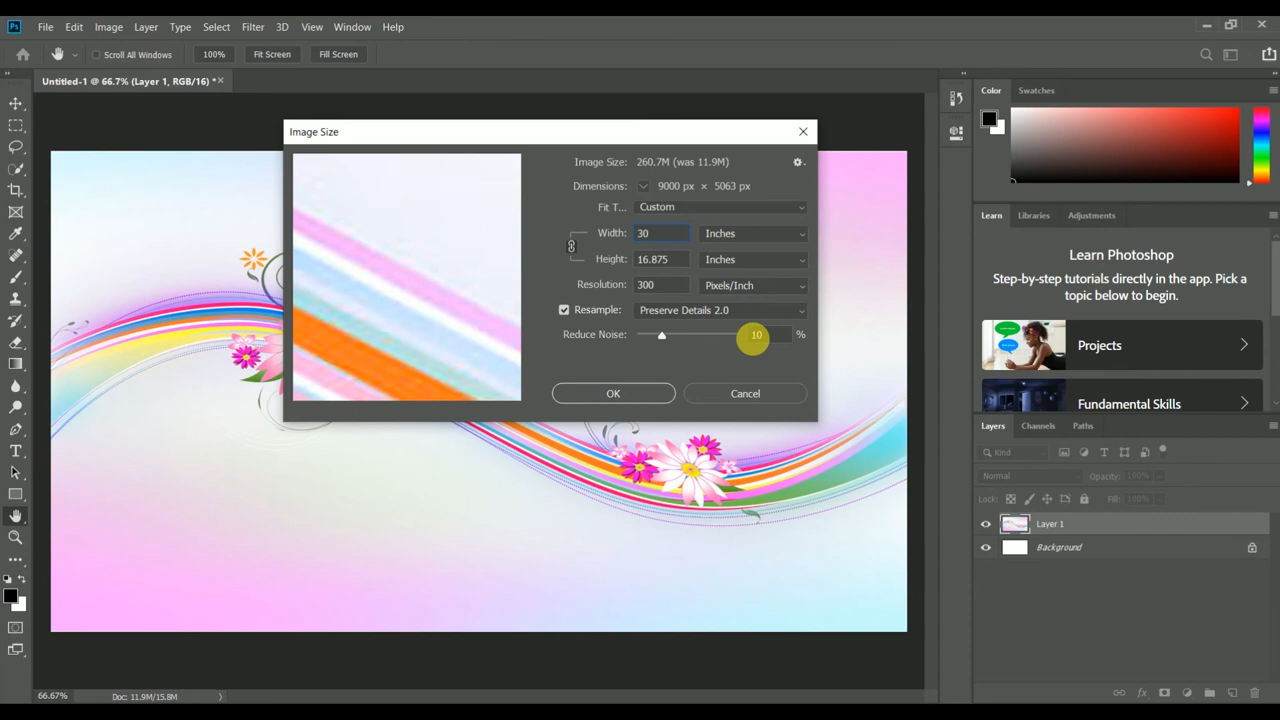 Ps File Edit Image Layer Type Select Filter 3D View Window Help
Scroll All Windows 100% Fit Screen Fill Screen
Untitled-1 @ 66.7% (Layer 1, RGB/16) *
Image Size
Image Size: 260.7M (was 11.9M)
Dimensions: 9000 px × 5063 px
Fit T... Custom
Width: 30 Inches
Height: 16.875 Inches
Resolution: 300 Pixels/Inch
Resample: Preserve Details 2.0
Reduce Noise: 10 %
OK Cancel
Color Swatches
Learn Libraries Adjustments
Learn Photoshop
Step-by-step tutorials directly in the app. Pick a
topic below to begin.
Projects
Fundamental Skills
Layers Channels Paths
Kind
Normal Opacity: 100%
Lock: Fill: 100%
Layer 1
Background
66.67% Doc: 11.9M/15.8M